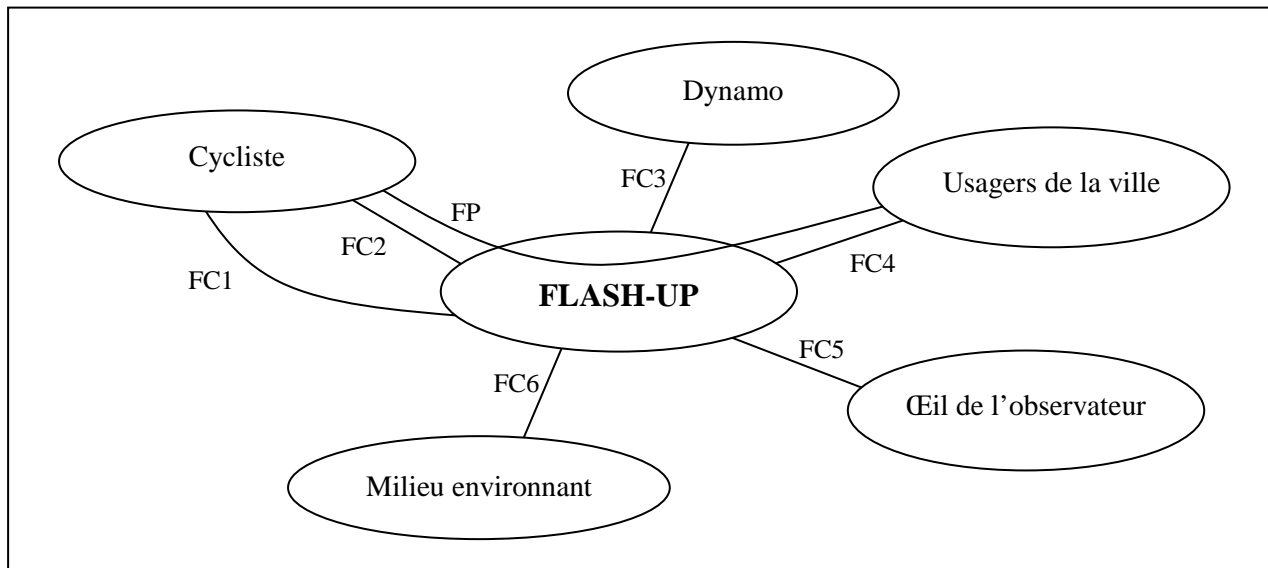 Dynamo
Cycliste
FC3
Usagers de la ville
FP
FC2
FC4
FC1
FLASH-UP
FC5
FC6
Œil de l’observateur
Milieu environnant